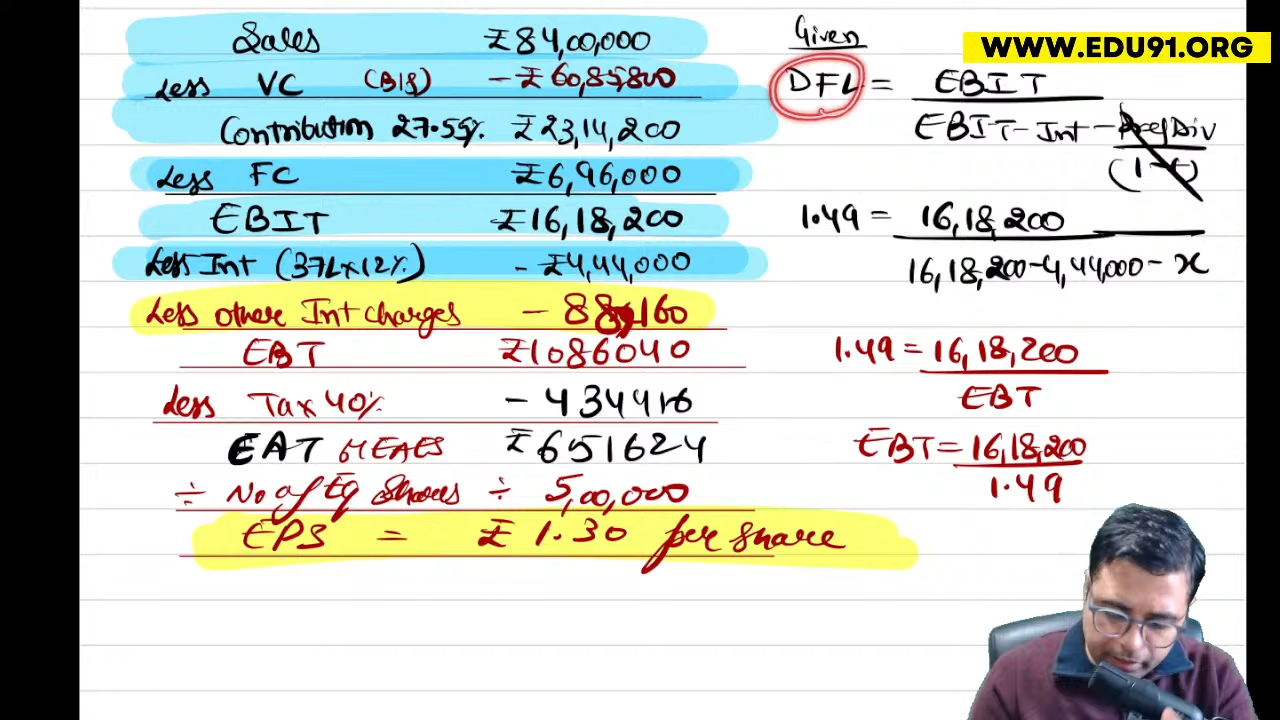 WWW.EDU91.ORG
Sales ₹84,00,000
Less VC (B/f) - ₹60,85,800
Contribution 27.55% ₹23,14,200
Less FC ₹6,96,000
EBIT ₹16,18,200
Less Int (37L×12%) - ₹4,44,000
Less other Int charges - 88,160
EBT ₹1086040
Less Tax 40% - 434416
EAT ₹651624
÷ No of Eq Shares ÷ 5,00,000
EPS = ₹1.30 per share
Given
DFL = EBIT
EBIT - Int - Pref Div
(1-t)
1.49 = 16,18,200
16,18,200-4,44,000-x
1.49 = 16,18,200
EBT
EBT = 16,18,200
1.49